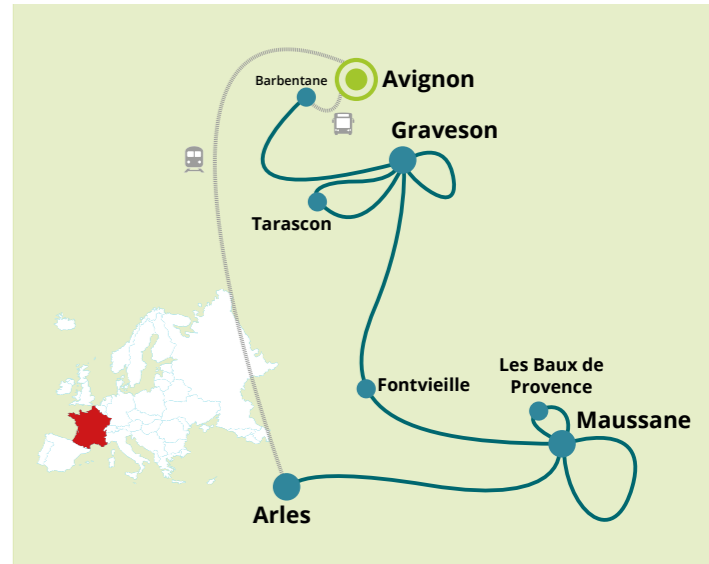 Barbentane
Avignon
Graveson
Tarascon
Fontvieille
Les Baux de
Provence
Maussane
Arles